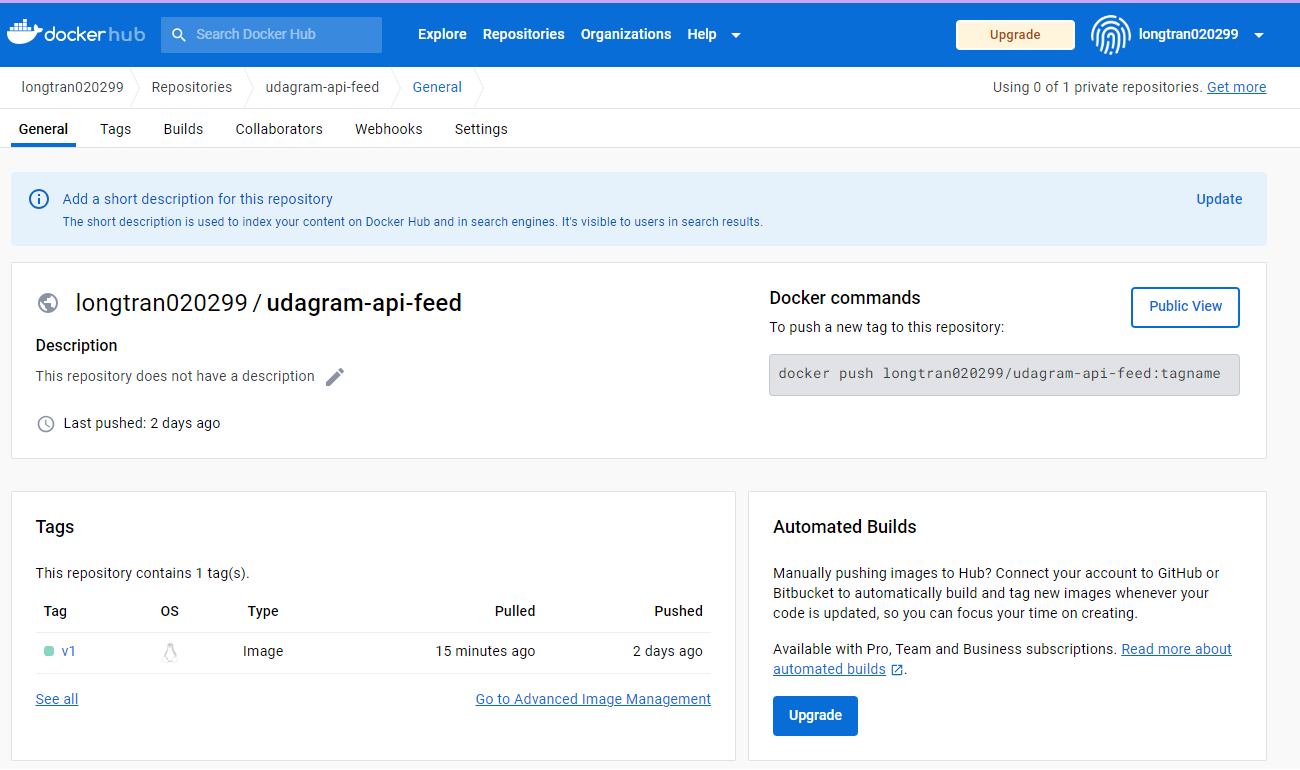 dockerhub Search Docker Hub Explore Repositories Organizations Help Upgrade longtran020299
longtran020299 Repositories udagram-api-feed General Using 0 of 1 private repositories. Get more
General Tags Builds Collaborators Webhooks Settings
Add a short description for this repository Update
The short description is used to index your content on Docker Hub and in search engines. It's visible to users in search results.
longtran020299 / udagram-api-feed
Description
This repository does not have a description
Last pushed: 2 days ago
Docker commands
Public View
To push a new tag to this repository:
docker push longtran020299/udagram-api-feed:tagname
Tags
This repository contains 1 tag(s).
Tag OS Type Pulled Pushed
v1 Image 15 minutes ago 2 days ago
See all Go to Advanced Image Management
Automated Builds
Manually pushing images to Hub? Connect your account to GitHub or
Bitbucket to automatically build and tag new images whenever your
code is updated, so you can focus your time on creating.
Available with Pro, Team and Business subscriptions. Read more about
automated builds.
Upgrade